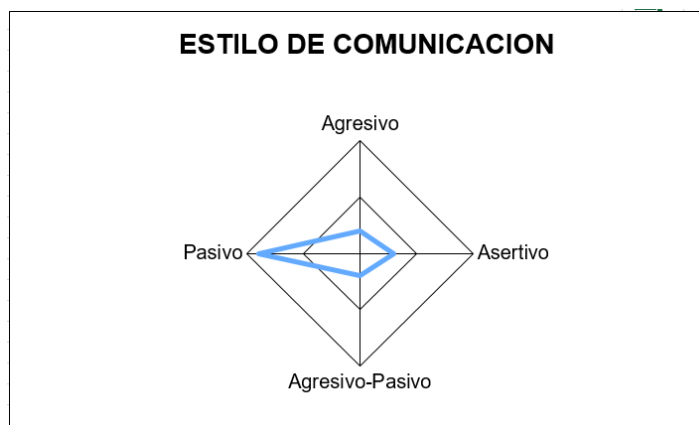 ESTILO DE COMUNICACION
Agresivo
Pasivo
Asertivo
Agresivo-Pasivo